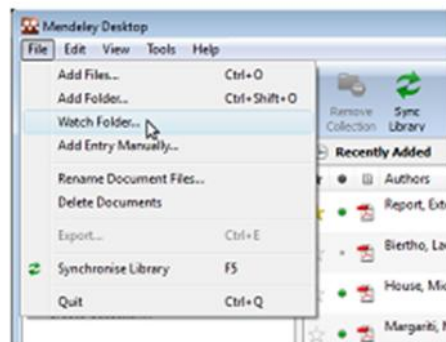 Mendeley Desktop
File Edit View Tools Help
Add Files... Ctrl+O
Add Folder... Ctrl+Shift+O
Watch Folder...
Add Entry Manually...
Rename Document Files...
Delete Documents
Export... Ctrl+E
Synchronise Library F5
Quit Ctrl+Q
Remove Collection
Sync Library
Recently Added
Authors
Report, Ext
Biertho, La
House, Mic
Margariti, M